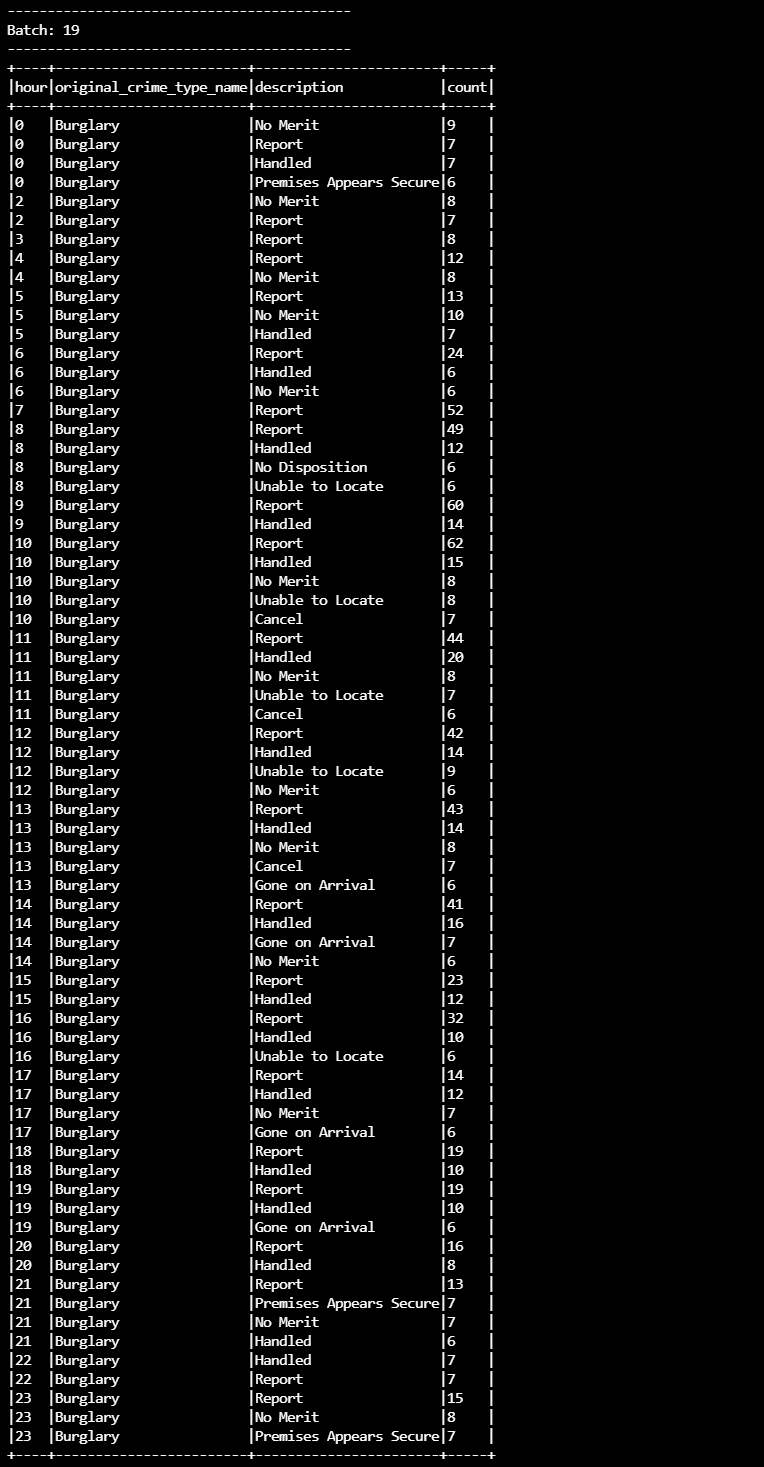 -------------------------------------------
Batch: 19
-------------------------------------------
+----+------------------------+-----------------------+-----+
|hour|original_crime_type_name|description            |count|
+----+------------------------+-----------------------+-----+
|0   |Burglary                |No Merit               |9    |
|0   |Burglary                |Report                 |7    |
|0   |Burglary                |Handled                |7    |
|0   |Burglary                |Premises Appears Secure|6    |
|2   |Burglary                |No Merit               |8    |
|2   |Burglary                |Report                 |7    |
|3   |Burglary                |Report                 |8    |
|4   |Burglary                |Report                 |12   |
|4   |Burglary                |No Merit               |8    |
|5   |Burglary                |Report                 |13   |
|5   |Burglary                |No Merit               |10   |
|5   |Burglary                |Handled                |7    |
|6   |Burglary                |Report                 |24   |
|6   |Burglary                |Handled                |6    |
|6   |Burglary                |No Merit               |6    |
|7   |Burglary                |Report                 |52   |
|8   |Burglary                |Report                 |49   |
|8   |Burglary                |Handled                |12   |
|8   |Burglary                |No Disposition         |6    |
|8   |Burglary                |Unable to Locate       |6    |
|9   |Burglary                |Report                 |60   |
|9   |Burglary                |Handled                |14   |
|10  |Burglary                |Report                 |62   |
|10  |Burglary                |Handled                |15   |
|10  |Burglary                |No Merit               |8    |
|10  |Burglary                |Unable to Locate       |8    |
|10  |Burglary                |Cancel                 |7    |
|11  |Burglary                |Report                 |44   |
|11  |Burglary                |Handled                |20   |
|11  |Burglary                |No Merit               |8    |
|11  |Burglary                |Unable to Locate       |7    |
|11  |Burglary                |Cancel                 |6    |
|12  |Burglary                |Report                 |42   |
|12  |Burglary                |Handled                |14   |
|12  |Burglary                |Unable to Locate       |9    |
|12  |Burglary                |No Merit               |6    |
|13  |Burglary                |Report                 |43   |
|13  |Burglary                |Handled                |14   |
|13  |Burglary                |No Merit               |8    |
|13  |Burglary                |Cancel                 |7    |
|13  |Burglary                |Gone on Arrival        |6    |
|14  |Burglary                |Report                 |41   |
|14  |Burglary                |Handled                |16   |
|14  |Burglary                |Gone on Arrival        |7    |
|14  |Burglary                |No Merit               |6    |
|15  |Burglary                |Report                 |23   |
|15  |Burglary                |Handled                |12   |
|16  |Burglary                |Report                 |32   |
|16  |Burglary                |Handled                |10   |
|16  |Burglary                |Unable to Locate       |6    |
|17  |Burglary                |Report                 |14   |
|17  |Burglary                |Handled                |12   |
|17  |Burglary                |No Merit               |7    |
|17  |Burglary                |Gone on Arrival        |6    |
|18  |Burglary                |Report                 |19   |
|18  |Burglary                |Handled                |10   |
|19  |Burglary                |Report                 |19   |
|19  |Burglary                |Handled                |10   |
|19  |Burglary                |Gone on Arrival        |6    |
|20  |Burglary                |Report                 |16   |
|20  |Burglary                |Handled                |8    |
|21  |Burglary                |Report                 |13   |
|21  |Burglary                |Premises Appears Secure|7    |
|21  |Burglary                |No Merit               |7    |
|21  |Burglary                |Handled                |6    |
|22  |Burglary                |Handled                |7    |
|22  |Burglary                |Report                 |7    |
|23  |Burglary                |Report                 |15   |
|23  |Burglary                |No Merit               |8    |
|23  |Burglary                |Premises Appears Secure|7    |
+----+------------------------+-----------------------+-----+